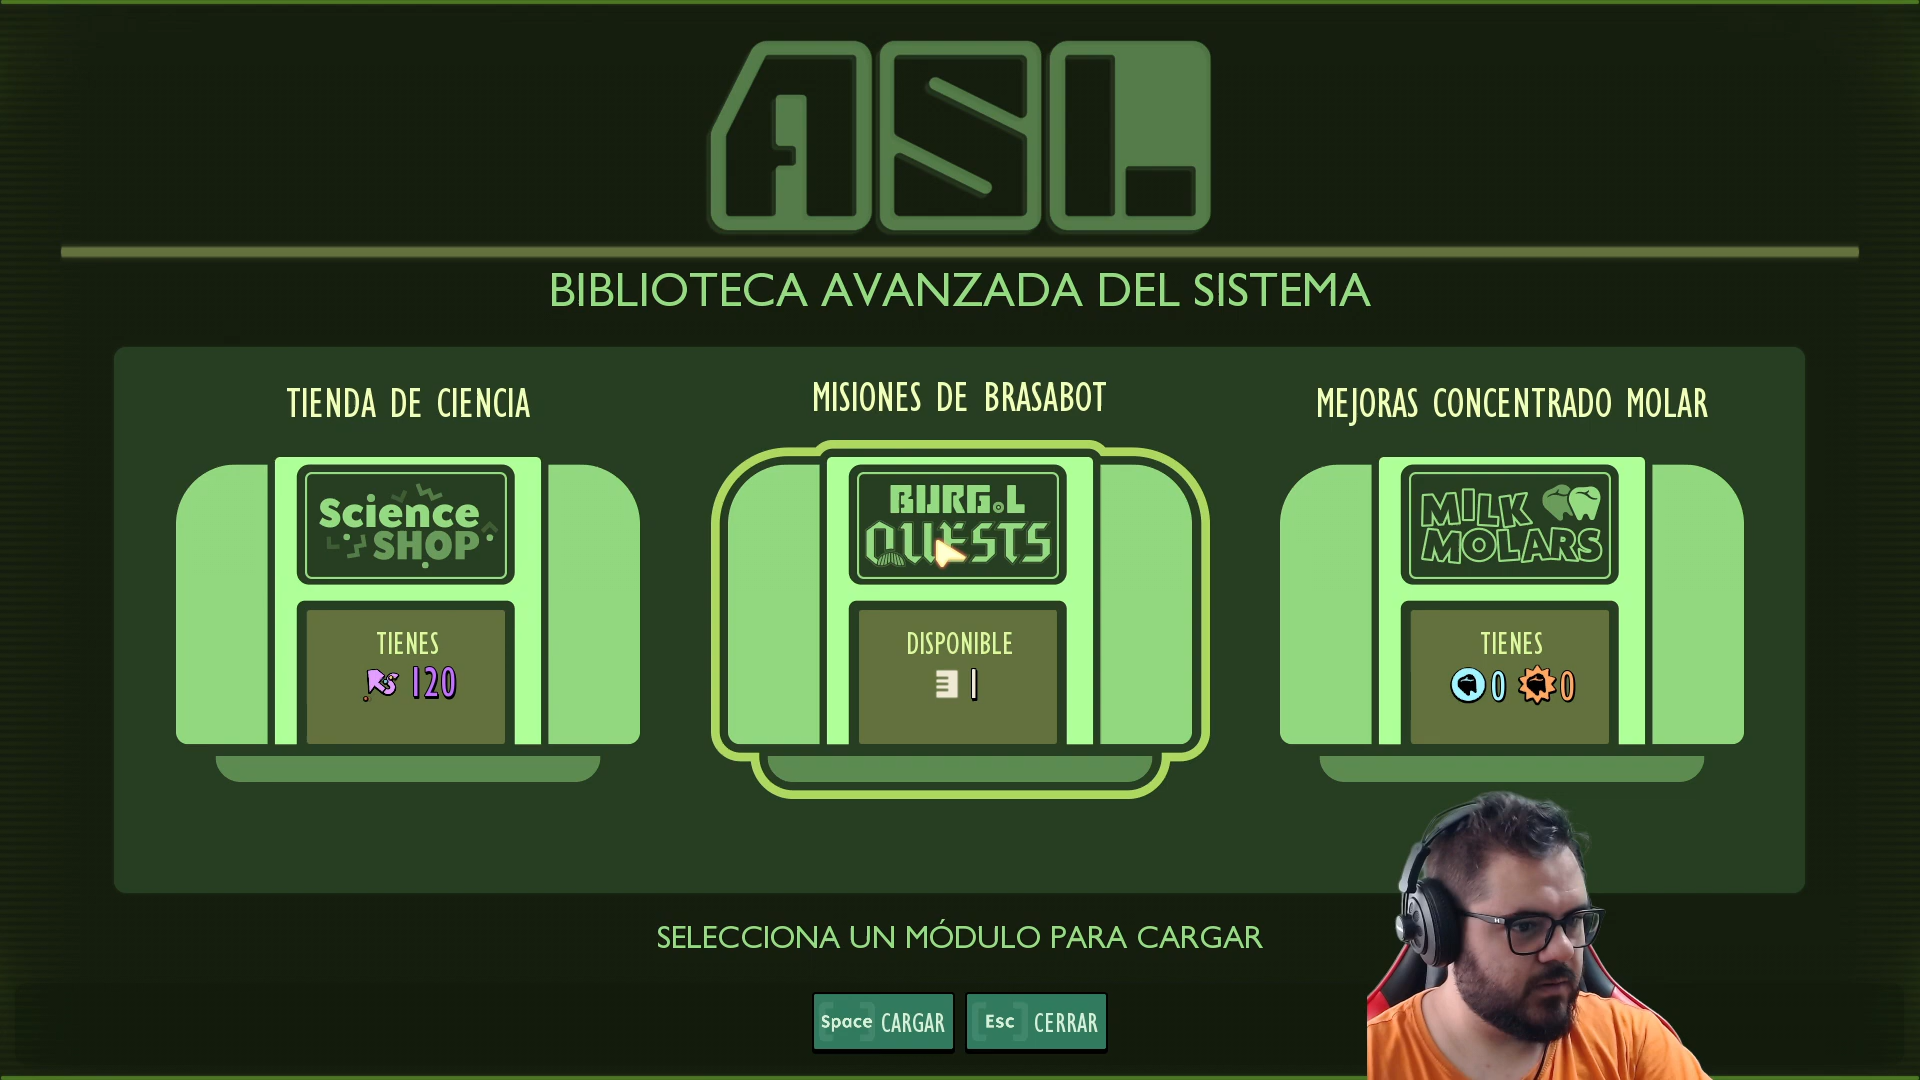 ASL
BIBLIOTECA AVANZADA DEL SISTEMA
TIENDA DE CIENCIA
Science
SHOP
TIENES
120
MISIONES DE BRASABOT
BURG.L
QUESTS
DISPONIBLE
1
MEJORAS CONCENTRADO MOLAR
MILK
MOLARS
TIENES
0 0
SELECCIONA UN MÓDULO PARA CARGAR
Space CARGAR Esc CERRAR